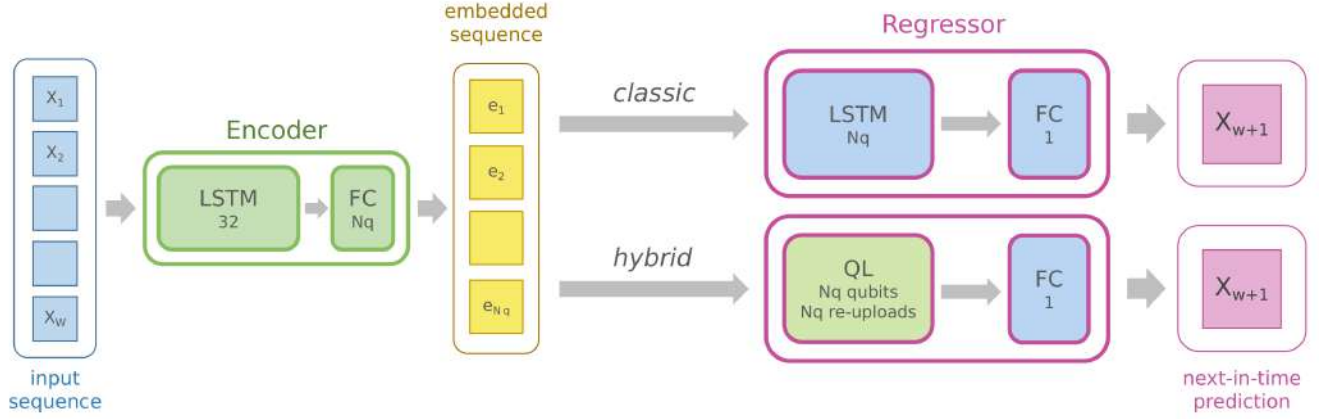 input
sequence
X1
X2
XW
Encoder
LSTM
32
FC
Nq
embedded
sequence
e1
e2
eNq
classic
hybrid
Regressor
LSTM
Nq
FC
1
QL
Nq qubits
Nq re-uploads
FC
1
Xw+1
Xw+1
next-in-time
prediction